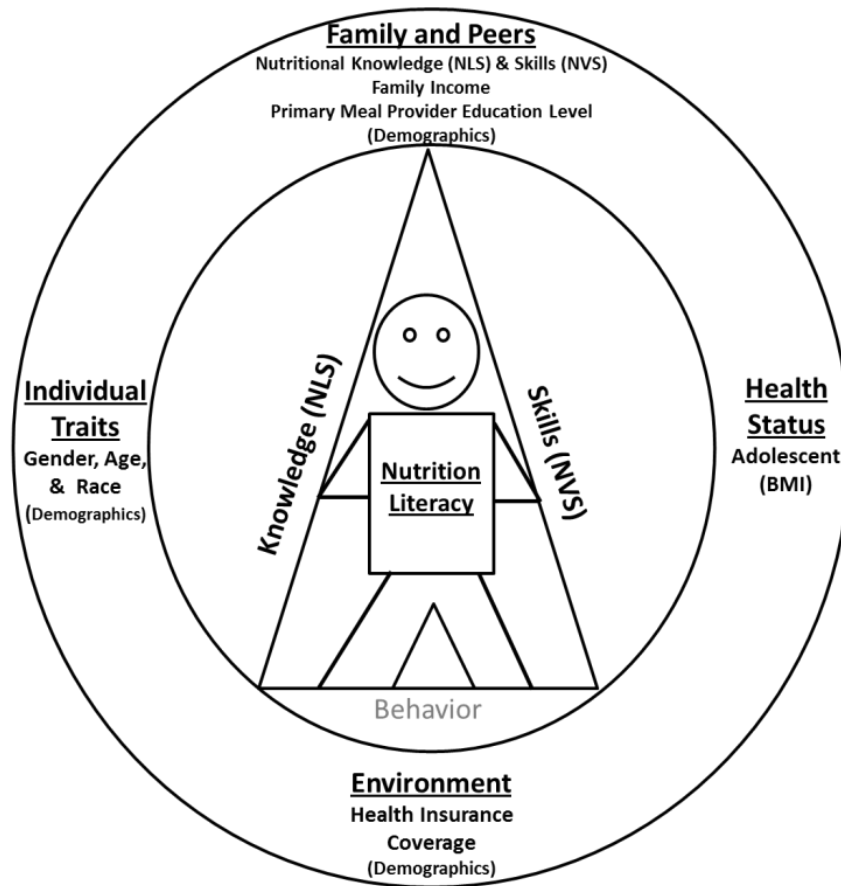 Family and Peers
Nutritional Knowledge (NLS) & Skills (NVS)
Family Income
Primary Meal Provider Education Level
(Demographics)
Individual
Traits
Gender, Age,
& Race
(Demographics)
Knowledge (NLS)
Nutrition
Literacy
Skills (NVS)
Health
Status
Adolescent
(BMI)
Behavior
Environment
Health Insurance
Coverage
(Demographics)